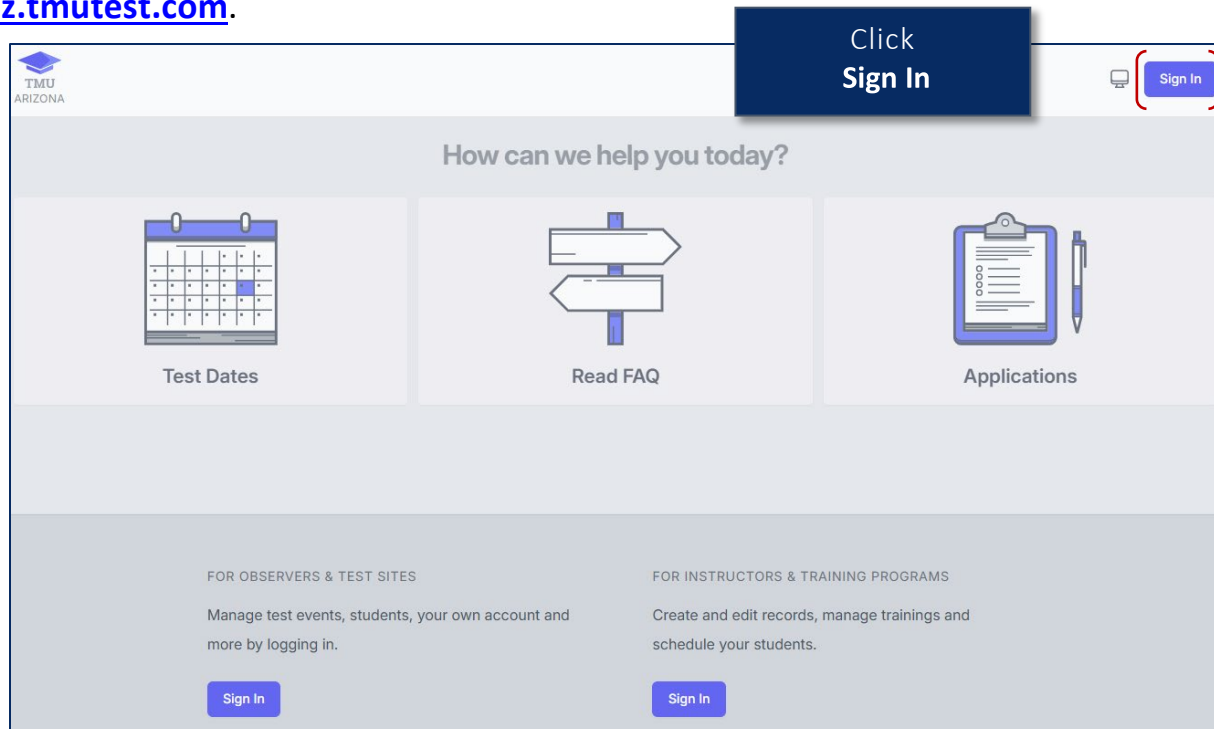 z.tmutest.com.
Click
Sign In
TMU
ARIZONA
Sign In
How can we help you today?
Test Dates
Read FAQ
Applications
FOR OBSERVERS & TEST SITES
Manage test events, students, your own account and
more by logging in.
Sign In
FOR INSTRUCTORS & TRAINING PROGRAMS
Create and edit records, manage trainings and
schedule your students.
Sign In